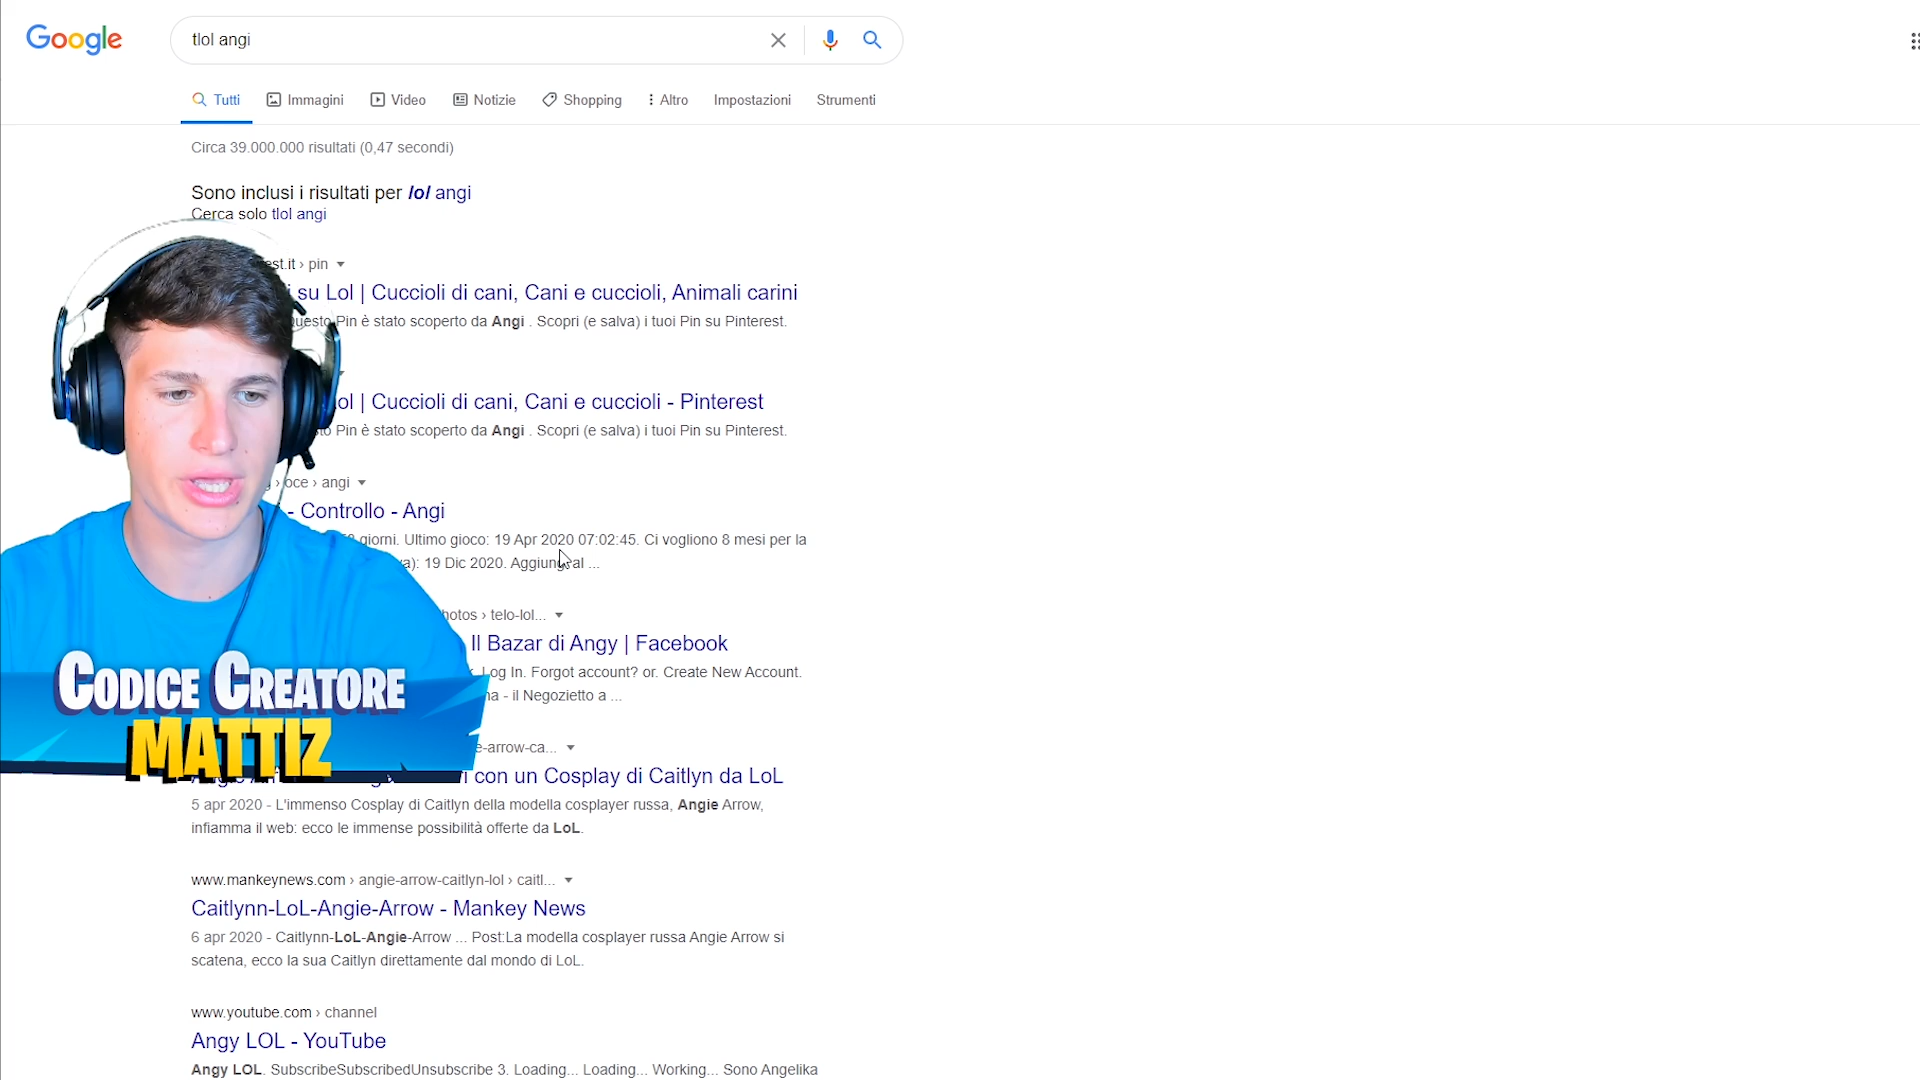 Google
tlol angi
Tutti
Immagini
Video
Notizie
Shopping
Altro
Impostazioni
Strumenti
Circa 39.000.000 risultati (0,47 secondi)
Sono inclusi i risultati per lol angi
Cerca solo tlol angi
› pin
su Lol | Cuccioli di cani, Cani e cuccioli, Animali carini
Pin è stato scoperto da Angi . Scopri (e salva) i tuoi Pin su Pinterest.
| Cuccioli di cani, Cani e cuccioli - Pinterest
Pin è stato scoperto da Angi . Scopri (e salva) i tuoi Pin su Pinterest.
› oce › angi
- Controllo - Angi
giorni. Ultimo gioco: 19 Apr 2020 07:02:45. Ci vogliono 8 mesi per la
19 Dic 2020. al ...
› telo-lol...
Il Bazar di Angy | Facebook
Log In. Forgot account? or. Create New Account.
- il Negozietto a ...
CODICE CREATORE
MATTIZ
-arrow-ca...
con un Cosplay di Caitlyn da LoL
5 apr 2020 - L'immenso Cosplay di Caitlyn della modella cosplayer russa, Angie Arrow,
infiamma il web: ecco le immense possibilità offerte da LoL.
www.mankeynews.com › angie-arrow-caitlyn-lol › caitl...
Caitlynn-LoL-Angie-Arrow - Mankey News
6 apr 2020 - Caitlynn-LoL-Angie-Arrow ... Post:La modella cosplayer russa Angie Arrow si
scatena, ecco la sua Caitlyn direttamente dal mondo di LoL.
www.youtube.com › channel
Angy LOL - YouTube
Angy LOL. SubscribeSubscribedUnsubscribe 3. Loading... Loading... Working... Sono Angelika